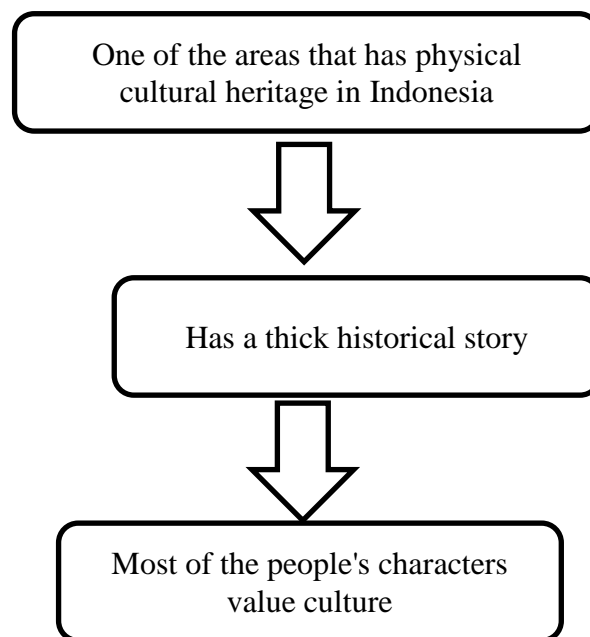 One of the areas that has physical
cultural heritage in Indonesia
Has a thick historical story
Most of the people's characters
value culture